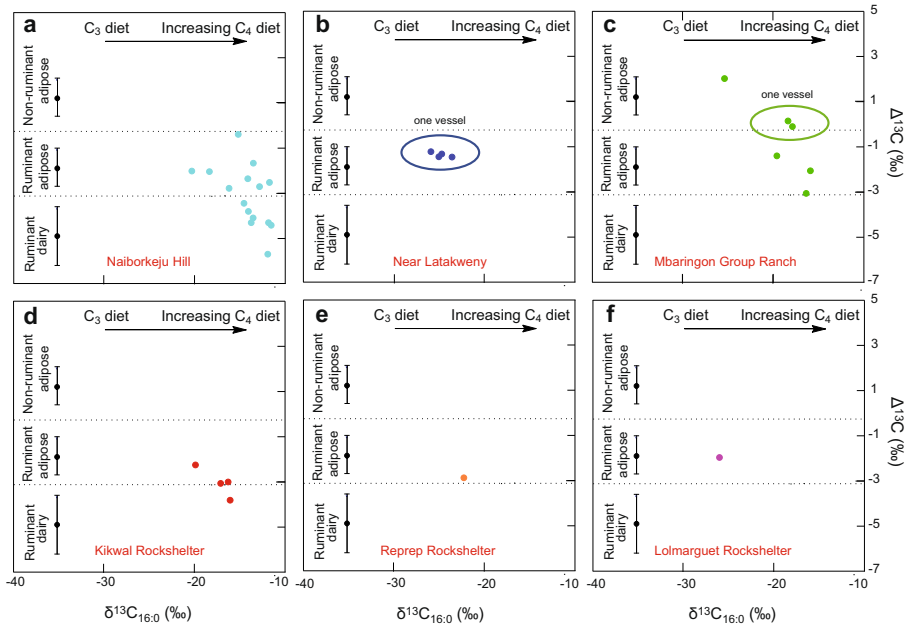 a
C₃ diet
Increasing C₄ diet
Non-ruminant
adipose
Ruminant
adipose
Ruminant
dairy
Naiborkeju Hill
b
C₃ diet
Increasing C₄ diet
Non-ruminant
adipose
Ruminant
adipose
Ruminant
dairy
one vessel
Near Latakweny
c
C₃ diet
Increasing C₄ diet
Non-ruminant
adipose
Ruminant
adipose
Ruminant
dairy
one vessel
Mbaringon Group Ranch
5
3
1
-1
-3
-5
-7
Δ¹³C (‰)
d
C₃ diet
Increasing C₄ diet
Non-ruminant
adipose
Ruminant
adipose
Ruminant
dairy
Kikwal Rockshelter
-40
-30
-20
-10
δ¹³C₁₆:₀ (‰)
e
C₃ diet
Increasing C₄ diet
Non-ruminant
adipose
Ruminant
adipose
Ruminant
dairy
Reprep Rockshelter
-40
-30
-20
δ¹³C₁₆:₀ (‰)
f
C₃ diet
Increasing C₄ diet
Non-ruminant
adipose
Ruminant
adipose
Ruminant
dairy
Lolmarguet Rockshelter
-40
-30
-20
-10
δ¹³C₁₆:₀ (‰)
5
3
1
-1
-3
-5
-7
Δ¹³C (‰)